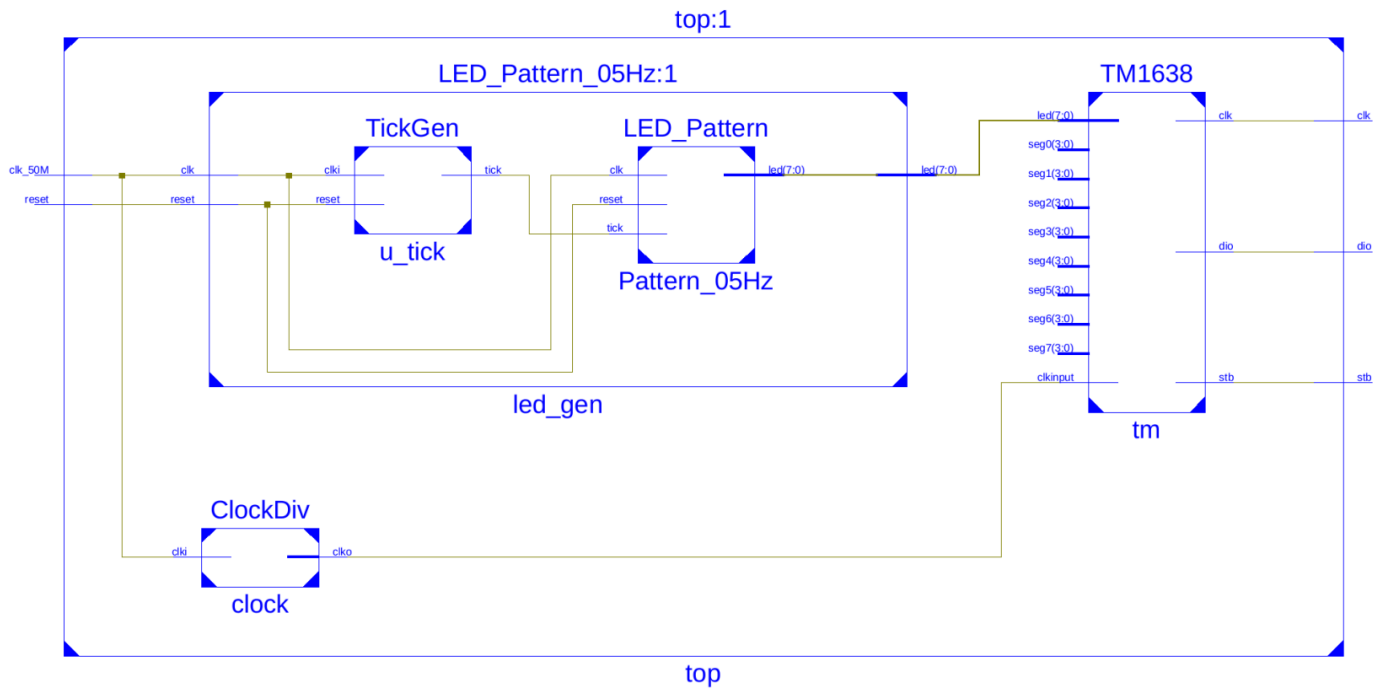 top:1
LED_Pattern_05Hz:1
TM1638
TickGen
LED_Pattern
led(7:0)
clk
clk
seg0(3:0)
clk_50M
clk
clki
tick
clk
led(7:0)
led(7:0)
seg1(3:0)
reset
reset
reset
reset
seg2(3:0)
tick
seg3(3:0)
u_tick
dio
dio
seg4(3:0)
Pattern_05Hz
seg5(3:0)
seg6(3:0)
seg7(3:0)
clkinput
stb
stb
led_gen
tm
ClockDiv
clki
clko
clock
top